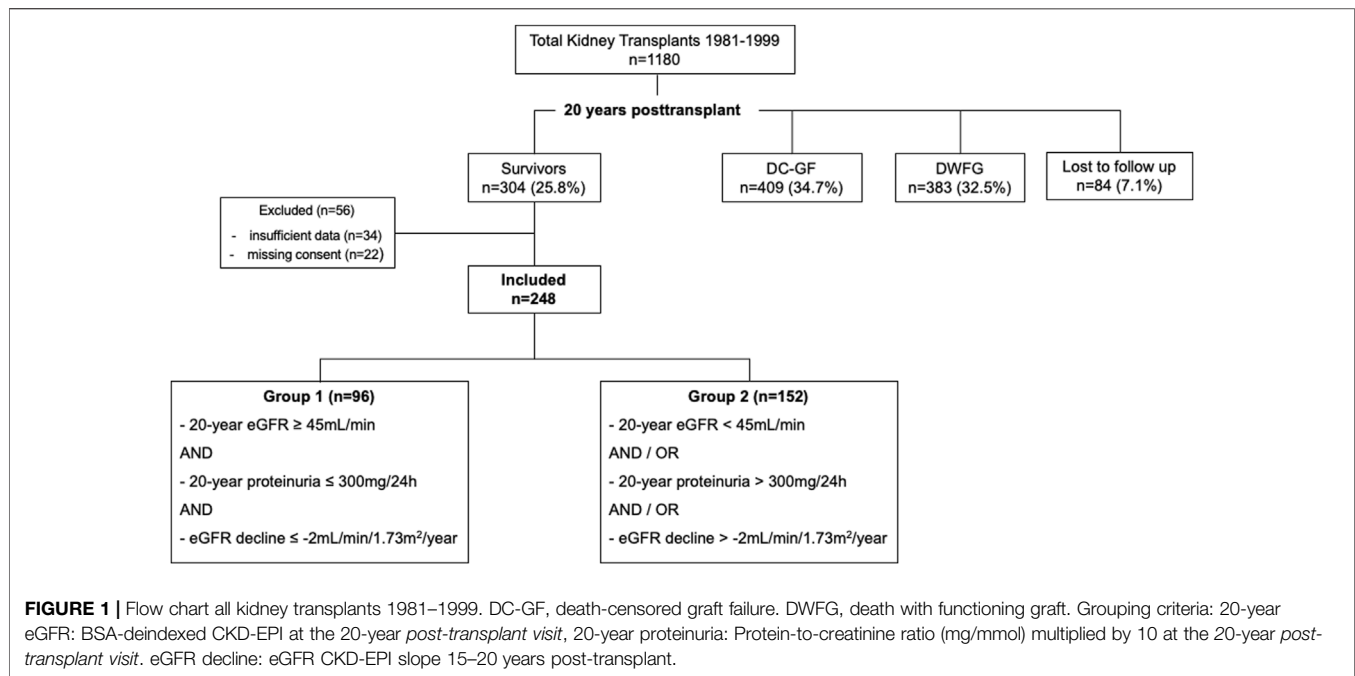 Total Kidney Transplants 1981-1999
n=1180
20 years posttransplant
Survivors
n=304 (25.8%)
DC-GF
n=409 (34.7%)
DWFG
n=383 (32.5%)
Lost to follow up
n=84 (7.1%)
Excluded (n=56)
- insufficient data (n=34)
- missing consent (n=22)
Included
n=248
Group 1 (n=96)
- 20-year eGFR ≥ 45mL/min
AND
- 20-year proteinuria ≤ 300mg/24h
AND
- eGFR decline ≤ -2mL/min/1.73m²/year
Group 2 (n=152)
- 20-year eGFR < 45mL/min
AND / OR
- 20-year proteinuria > 300mg/24h
AND / OR
- eGFR decline > -2mL/min/1.73m²/year
FIGURE 1 | Flow chart all kidney transplants 1981–1999. DC-GF, death-censored graft failure. DWFG, death with functioning graft. Grouping criteria: 20-year
eGFR: BSA-deindexed CKD-EPI at the 20-year post-transplant visit, 20-year proteinuria: Protein-to-creatinine ratio (mg/mmol) multiplied by 10 at the 20-year post-
transplant visit. eGFR decline: eGFR CKD-EPI slope 15–20 years post-transplant.